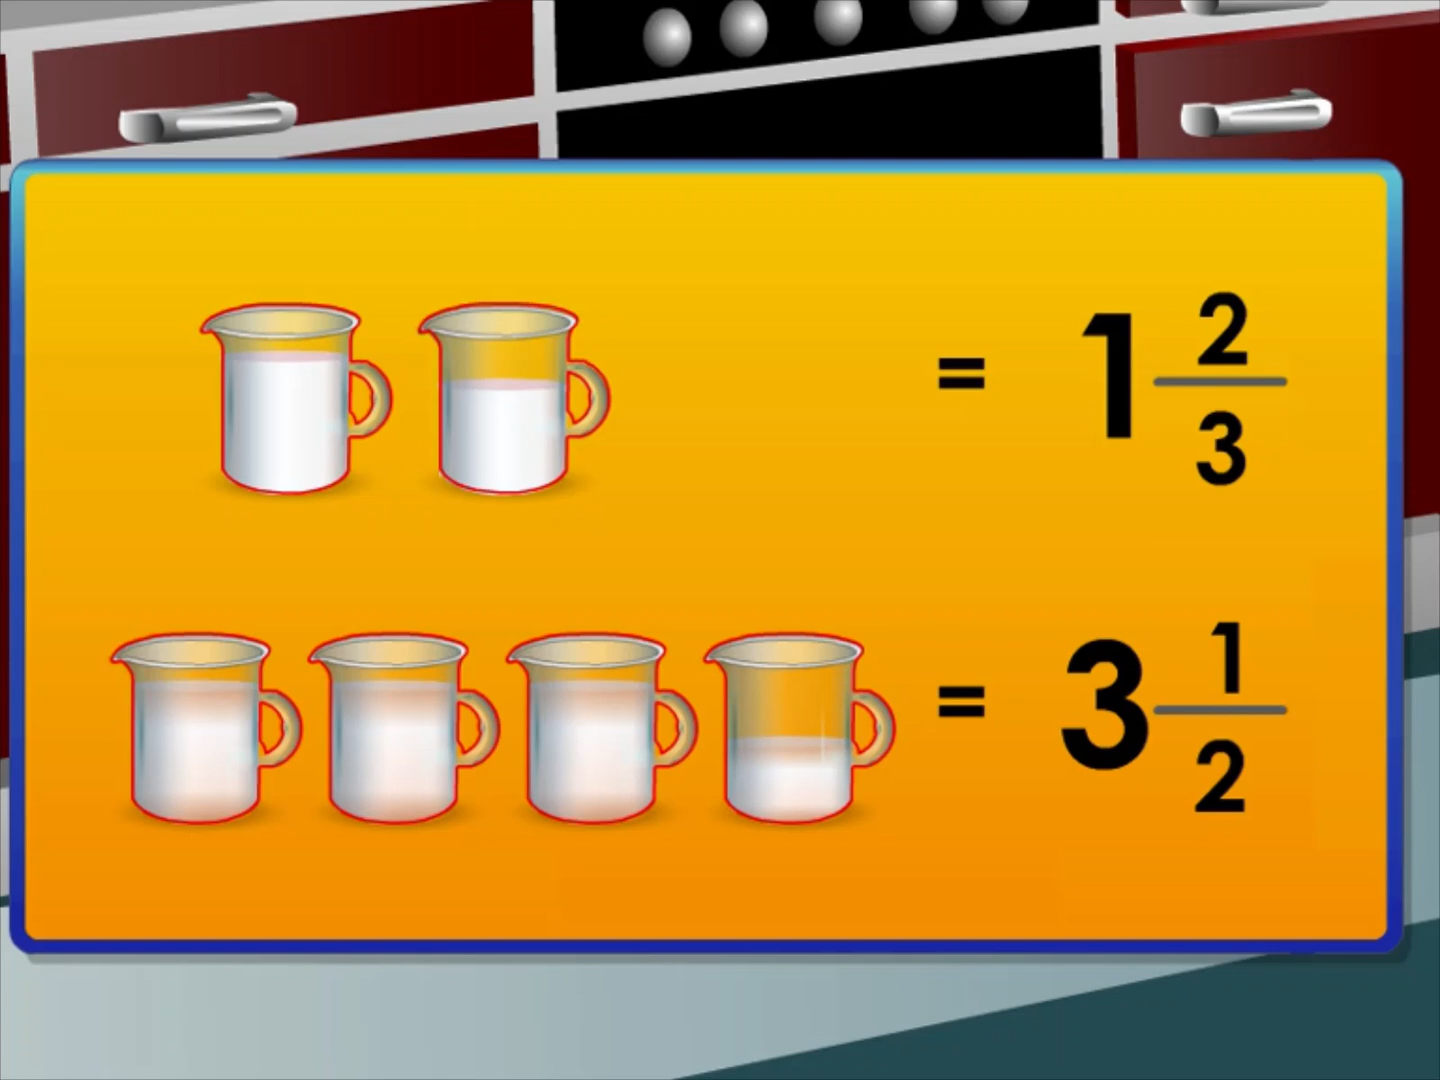 = 1 2/3
= 3 1/2